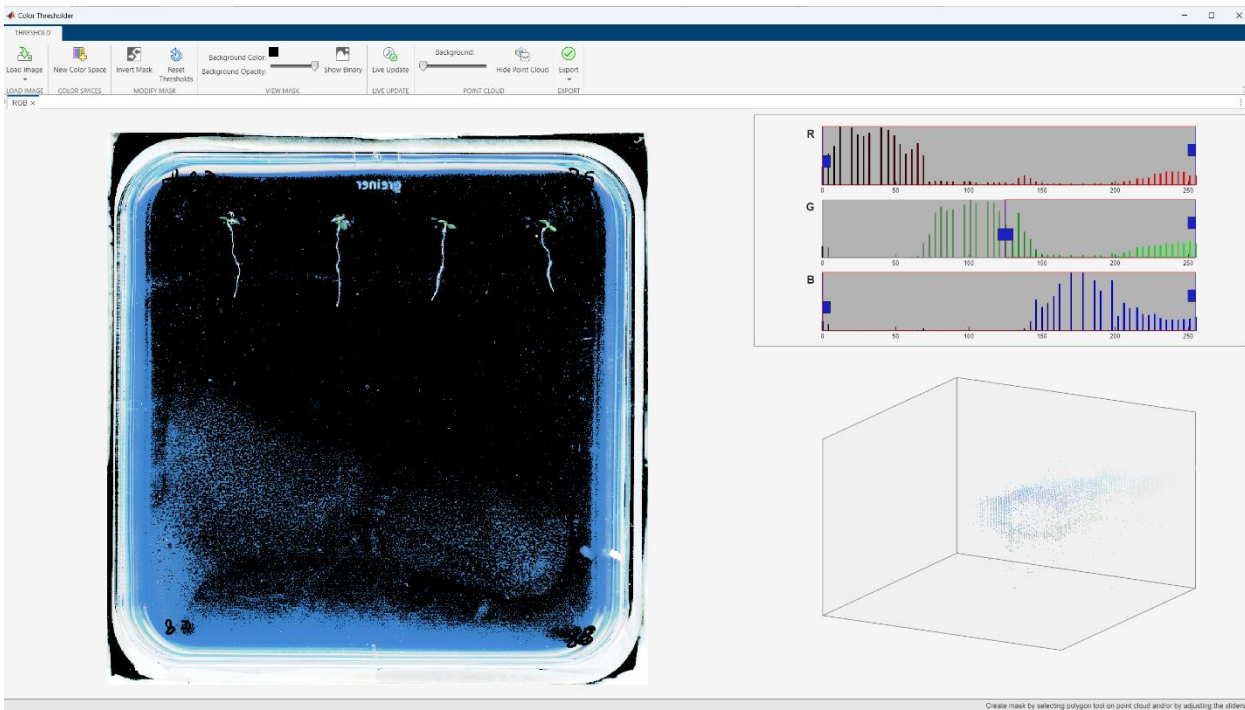 Color Thresholder
THRESHOLD
Load Image
New Color Space
Invert Mask
Reset Thresholds
Background Color:
Background Opacity:
Show Binary
Live Update
Background:
Hide Point Cloud
Export
LOAD IMAGE
COLOR SPACES
MODIFY MASK
VIEW MASK
LIVE UPDATE
POINT CLOUD
EXPORT
RGB
greiner
R
0 50 100 150 200 250
G
0 50 100 150 200 250
B
0 50 100 150 200 250
Create mask by selecting polygon tool on point cloud and/or by adjusting the sliders